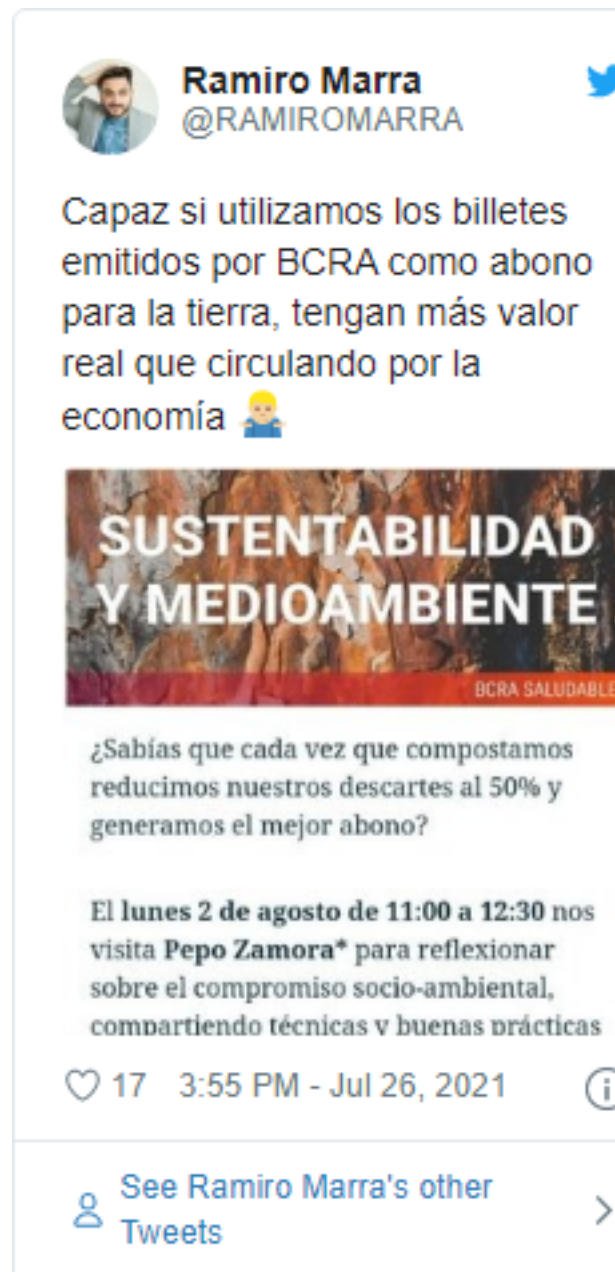 Ramiro Marra
@RAMIROMARRA
Capaz si utilizamos los billetes
emitidos por BCRA como abono
para la tierra, tengan más valor
real que circulando por la
economía 🤷🏼‍♂️
SUSTENTABILIDAD
Y MEDIOAMBIENTE
BCRA SALUDABLE
¿Sabías que cada vez que compostamos
reducimos nuestros descartes al 50% y
generamos el mejor abono?
El lunes 2 de agosto de 11:00 a 12:30 nos
visita Pepo Zamora* para reflexionar
sobre el compromiso socio-ambiental,
compartiendo técnicas y buenas prácticas
17 3:55 PM - Jul 26, 2021
See Ramiro Marra's other
Tweets